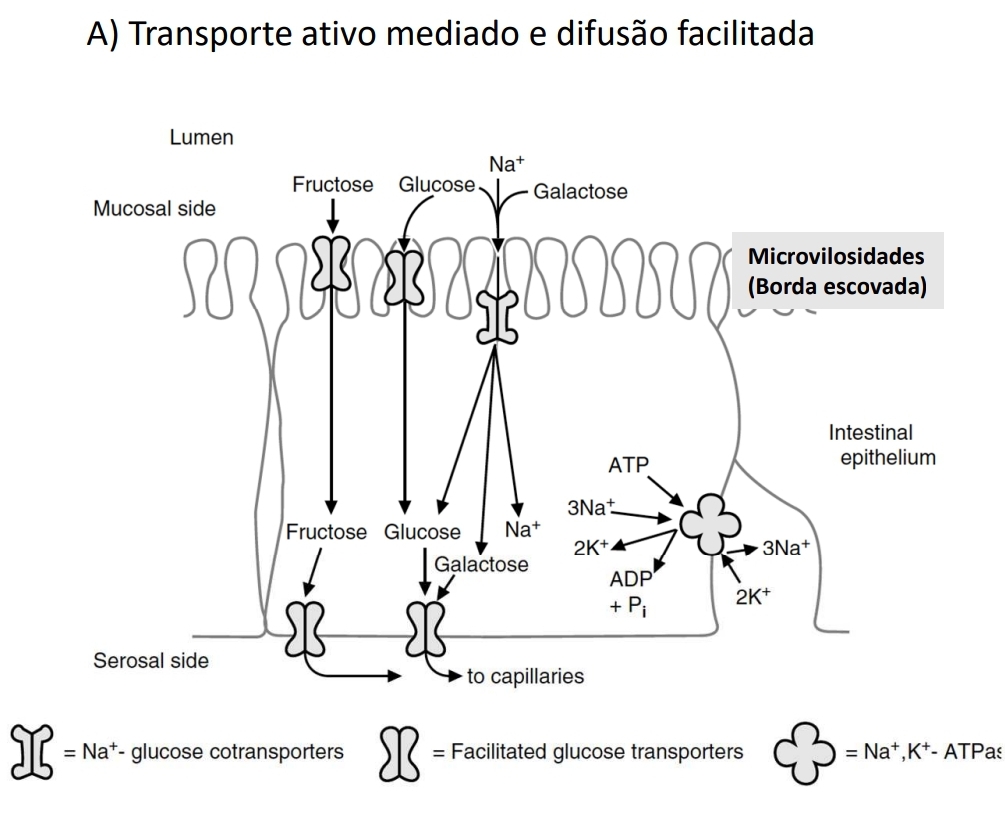 A) Transporte ativo mediado e difusão facilitada
Lumen
Na⁺
Fructose
Glucose
Galactose
Mucosal side
Microvilosidades
(Borda escovada)
Intestinal
epithelium
ATP
3Na⁺
Fructose
Glucose
Na⁺
2K⁺
3Na⁺
Galactose
ADP
+ Pᵢ
2K⁺
Serosal side
to capillaries
= Na⁺- glucose cotransporters
= Facilitated glucose transporters
= Na⁺,K⁺- ATPas